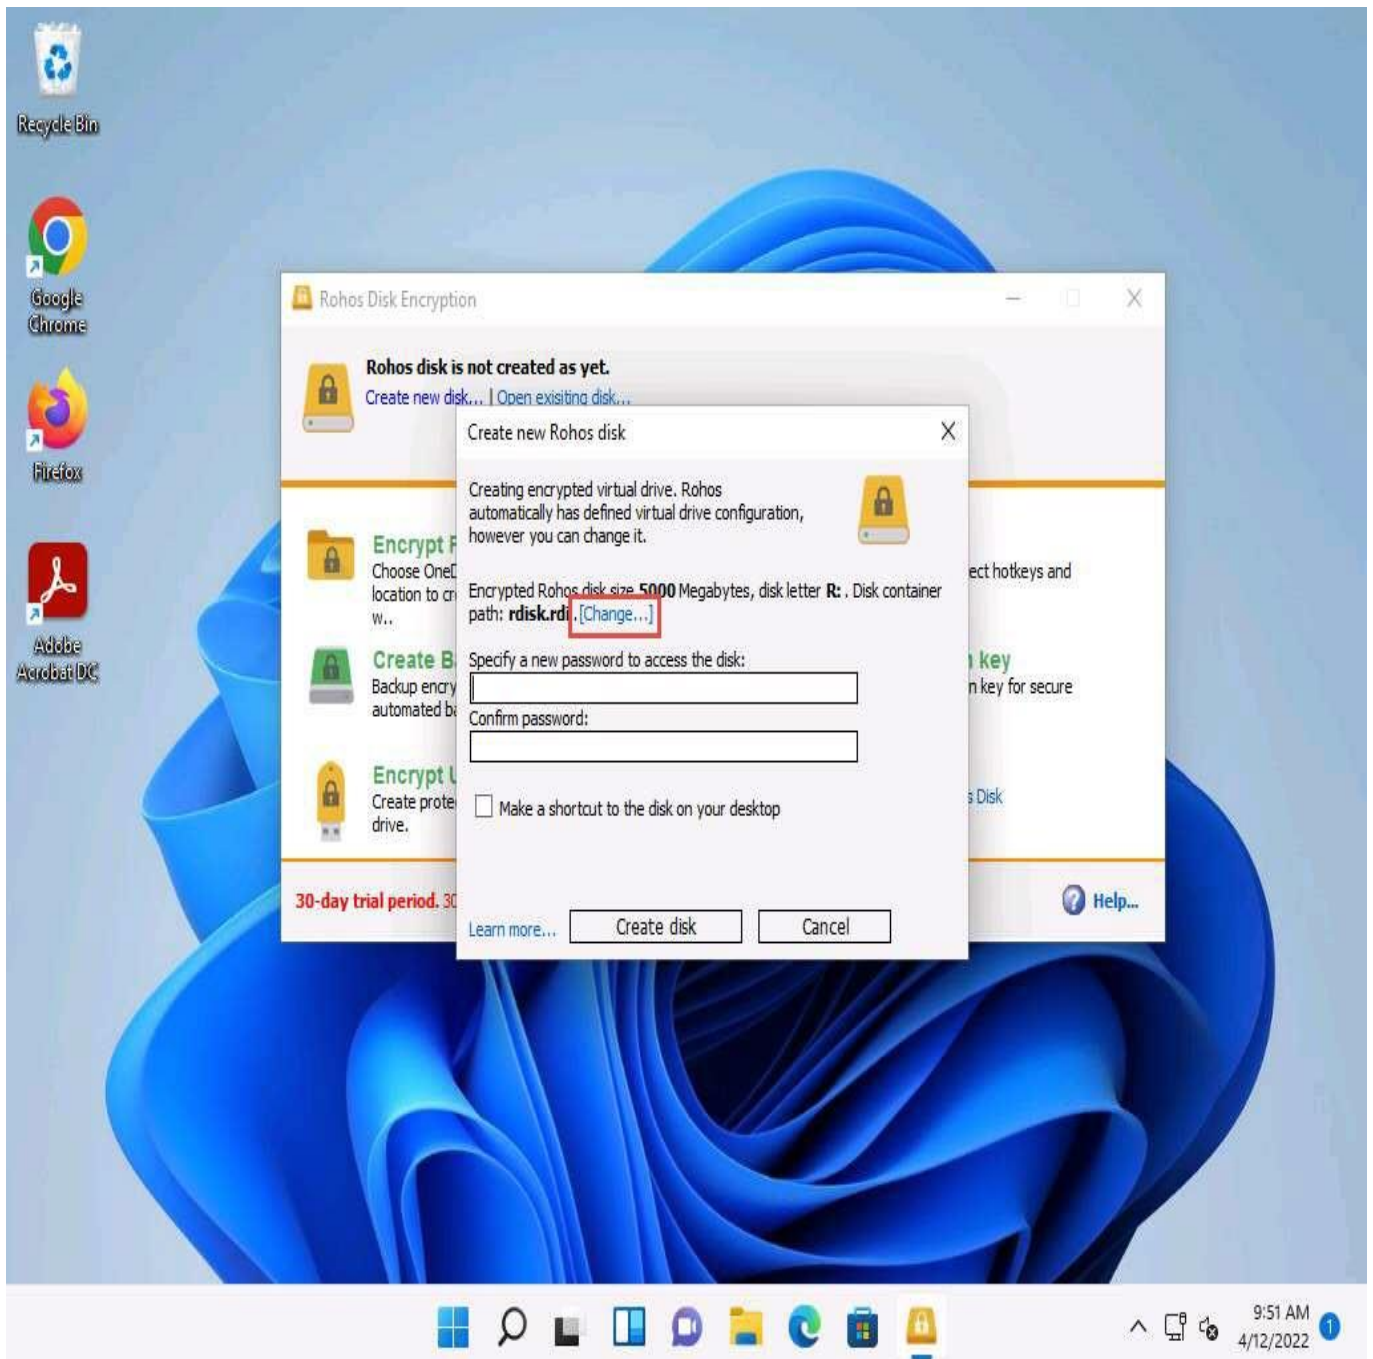 Recycle Bin
Google
Chrome
Firefox
Adobe
Acrobat DC
Rohos Disk Encryption
Rohos disk is not created as yet.
Create new disk... | Open exisiting disk...
Create new Rohos disk
Creating encrypted virtual drive. Rohos
automatically has defined virtual drive configuration,
however you can change it.
Encrypted Rohos disk size 5000 Megabytes, disk letter R: . Disk container
path: rdisk.rdi. [Change...]
Specify a new password to access the disk:
Confirm password:
Make a shortcut to the disk on your desktop
Learn more...
Create disk
Cancel
Encrypt
Choose
location to
w..
Create
Backup
automated
Encrypt
Create
drive.
hotkeys and
key
key for secure
Disk
30-day trial period.
Help...
9:51 AM
4/12/2022
1